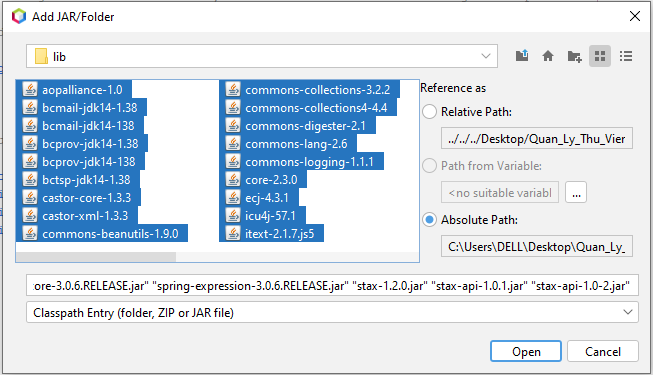 Add JAR/Folder
lib
aopalliance-1.0
bcmail-jdk14-1.38
bcmail-jdk14-138
bcprov-jdk14-1.38
bcprov-jdk14-138
bctsp-jdk14-1.38
castor-core-1.3.3
castor-xml-1.3.3
commons-beanutils-1.9.0
commons-collections-3.2.2
commons-collections4-4.4
commons-digester-2.1
commons-lang-2.6
commons-logging-1.1.1
core-2.3.0
ecj-4.3.1
icu4j-57.1
itext-2.1.7.js5
Reference as
Relative Path:
../../../Desktop/Quan_Ly_Thu_Vier
Path from Variable:
<no suitable variabl
...
Absolute Path:
C:\Users\DELL\Desktop\Quan_Ly_
ore-3.0.6.RELEASE.jar" "spring-expression-3.0.6.RELEASE.jar" "stax-1.2.0.jar" "stax-api-1.0.1.jar" "stax-api-1.0-2.jar"
Classpath Entry (folder, ZIP or JAR file)
Open
Cancel